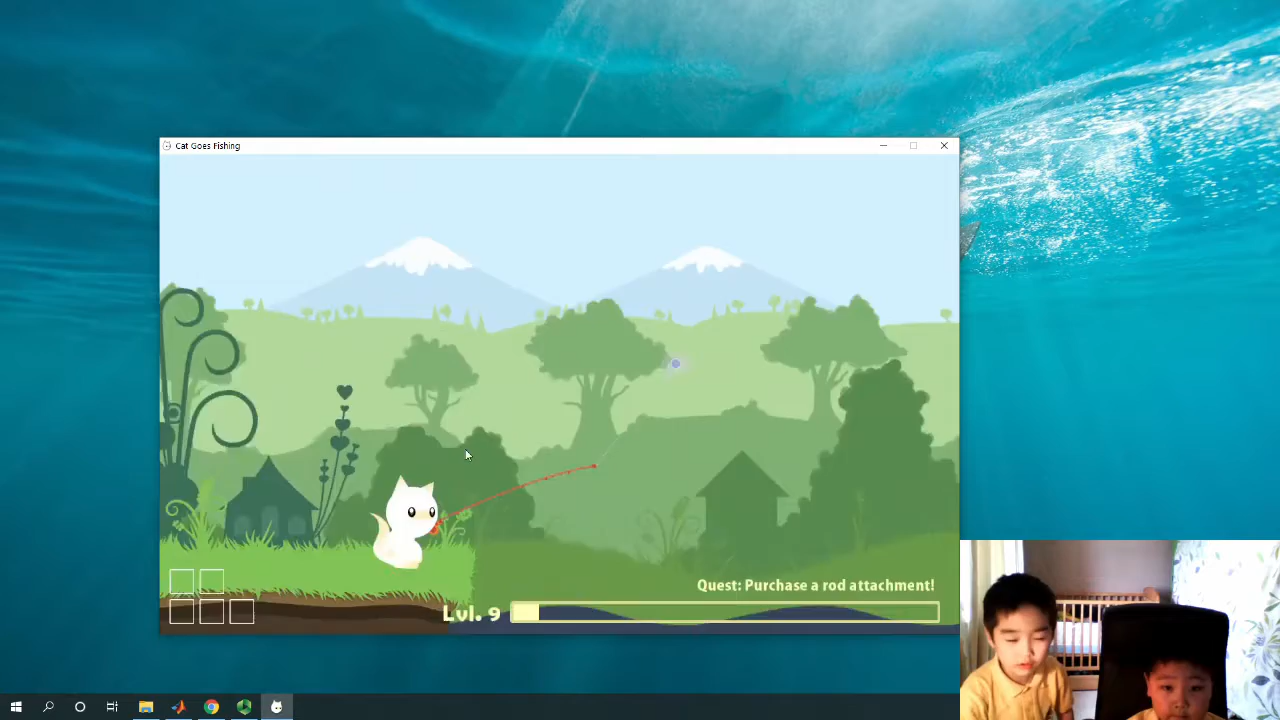 Cat Goes Fishing
Quest: Purchase a rod attachment!
Lvl. 9